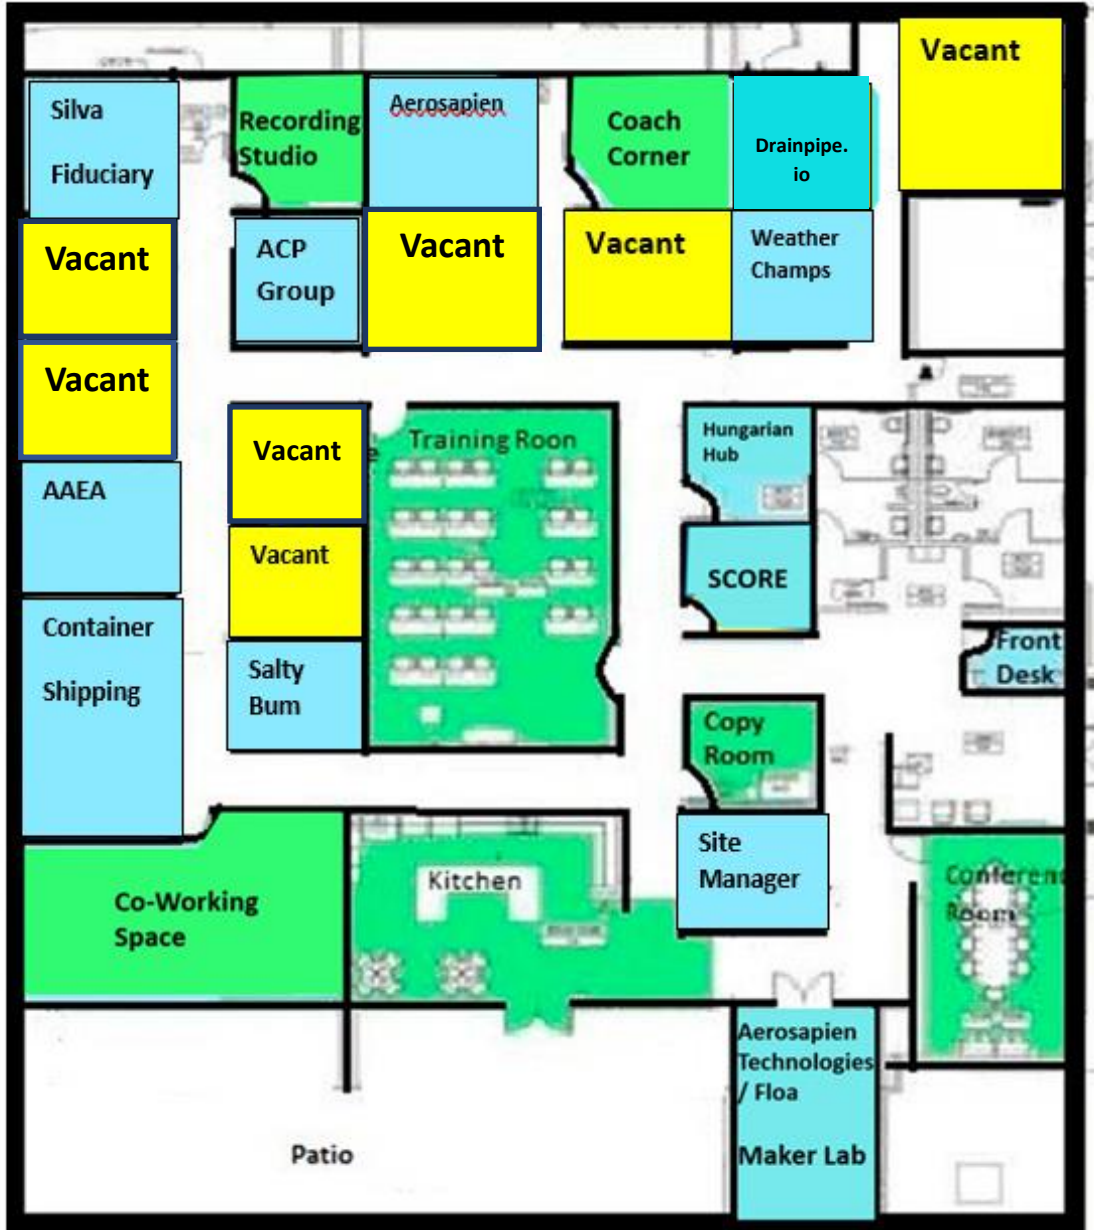 Vacant
Silva
Fiduciary
Recording
Studio
Aerosapien
Coach
Corner
Drainpipe.
io
Vacant
ACP
Group
Vacant
Vacant
Weather
Champs
Vacant
Vacant
Training Roon
Hungarian
Hub
AAEA
Vacant
SCORE
Container
Shipping
Salty
Bum
Front
Desk
Copy
Room
Site
Manager
Kitchen
Conferenc
Room
Co-Working
Space
Aerosapien
Technologies
/ Floa
Maker Lab
Patio